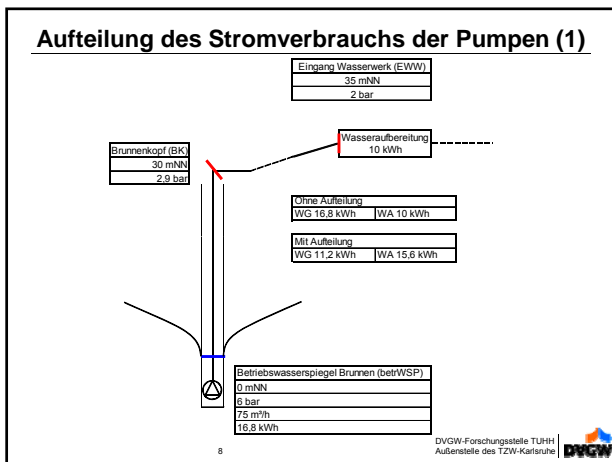 Aufteilung des Stromverbrauchs der Pumpen (1)
Eingang Wasserwerk (EWW)
35 mNN
2 bar
Wasseraufbereitung
10 kWh
Brunnenkopf (BK)
30 mNN
2,9 bar
Ohne Aufteilung
WG 16,8 kWh WA 10 kWh
Mit Aufteilung
WG 11,2 kWh WA 15,6 kWh
Betriebswasserspiegel Brunnen (betrWSP)
0 mNN
6 bar
75 m³/h
16,8 kWh
8
DVGW-Forschungsstelle TUHH
Außenstelle des TZW-Karlsruhe
DVGW